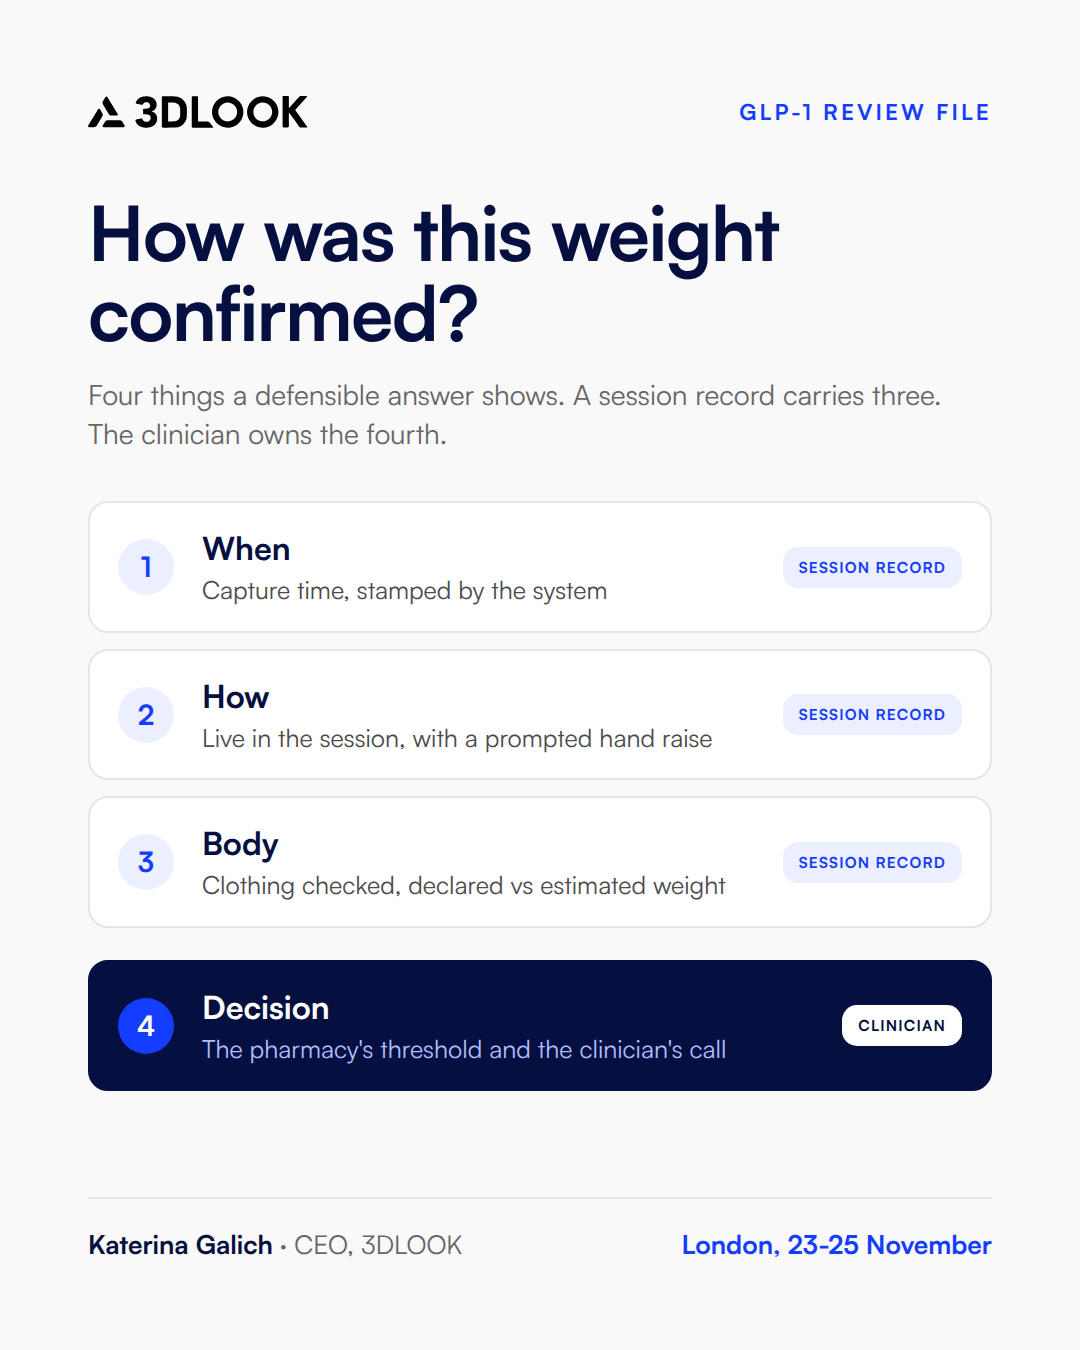 3DLOOK
GLP-1 REVIEW FILE
How was this weight
confirmed?
Four things a defensible answer shows. A session record carries three.
The clinician owns the fourth.
1
When
Capture time, stamped by the system
SESSION RECORD
2
How
Live in the session, with a prompted hand raise
SESSION RECORD
3
Body
Clothing checked, declared vs estimated weight
SESSION RECORD
4
Decision
The pharmacy's threshold and the clinician's call
CLINICIAN
Katerina Galich · CEO, 3DLOOK
London, 23-25 November